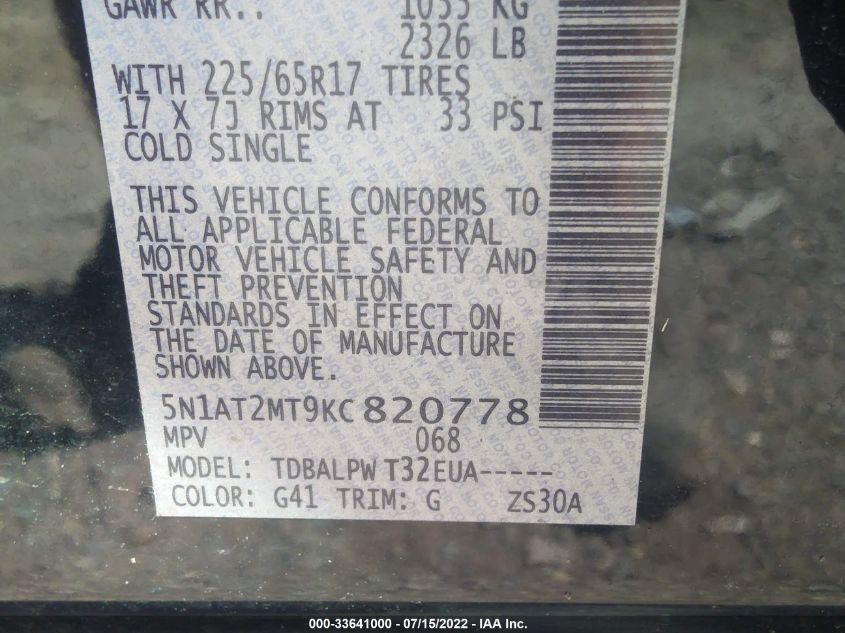 GAWR RR.: 1055 KG
2326 LB
WITH 225/65R17 TIRES
17 X 7J RIMS AT 33 PSI
COLD SINGLE
THIS VEHICLE CONFORMS TO
ALL APPLICABLE FEDERAL
MOTOR VEHICLE SAFETY AND
THEFT PREVENTION
STANDARDS IN EFFECT ON
THE DATE OF MANUFACTURE
SHOWN ABOVE.
5N1AT2MT9KC820778
MPV 068
MODEL: TDBALPW T32EUA-----
COLOR: G41 TRIM: G ZS30A
000-33641000 - 07/15/2022 - IAA Inc.